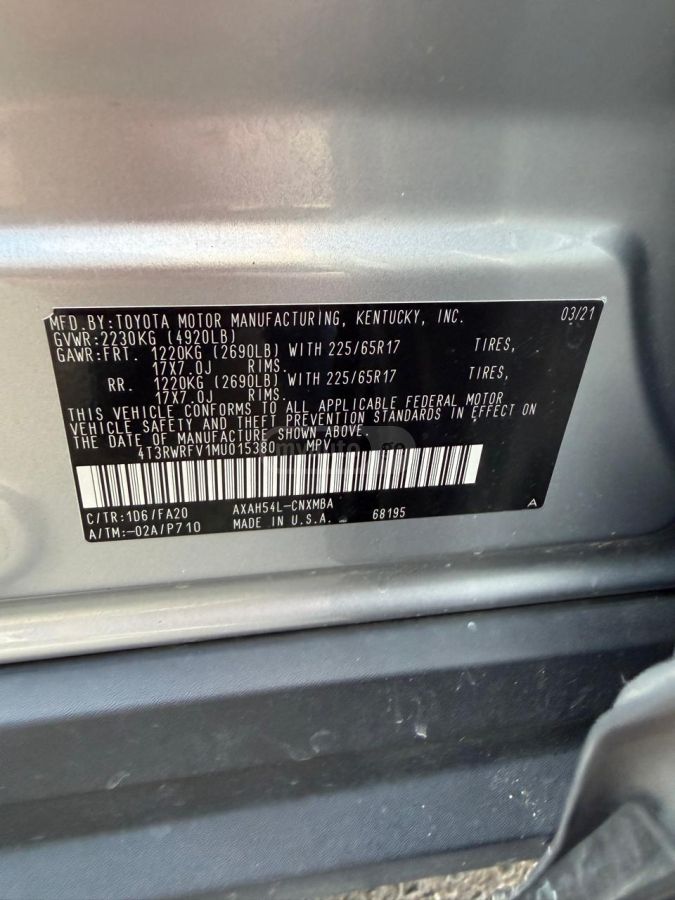 MFD.BY:TOYOTA MOTOR MANUFACTURING, KENTUCKY, INC. 03/21
GVWR:2230KG (4920LB)
GAWR:FRT. 1220KG (2690LB) WITH 225/65R17 TIRES,
17X7.0J RIMS.
RR. 1220KG (2690LB) WITH 225/65R17 TIRES,
17X7.0J RIMS.
THIS VEHICLE CONFORMS TO ALL APPLICABLE FEDERAL MOTOR
VEHICLE SAFETY AND THEFT PREVENTION STANDARDS IN EFFECT ON
THE DATE OF MANUFACTURE SHOWN ABOVE.
4T3RWRFV1MU015380 MPV
C/TR:1D6/FA20 AXAH54L-CNXMBA A
A/TM:-02A/P710 MADE IN U.S.A. 68195